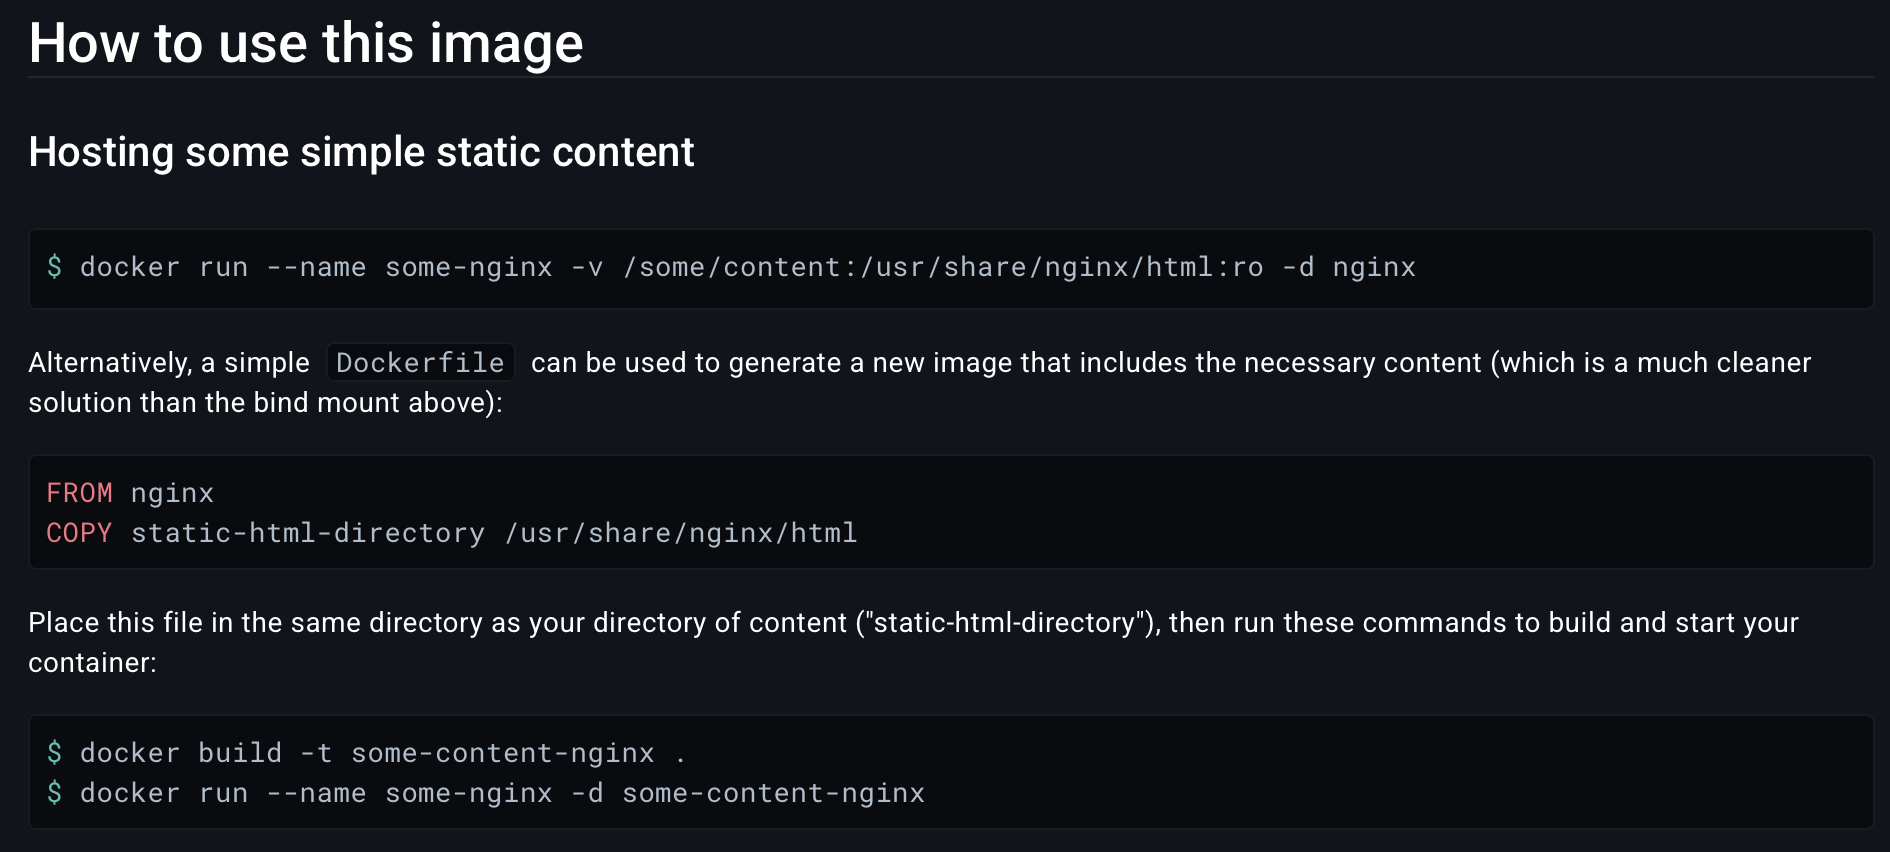 How to use this image
Hosting some simple static content
$ docker run --name some-nginx -v /some/content:/usr/share/nginx/html:ro -d nginx
Alternatively, a simple Dockerfile can be used to generate a new image that includes the necessary content (which is a much cleaner
solution than the bind mount above):
FROM nginx
COPY static-html-directory /usr/share/nginx/html
Place this file in the same directory as your directory of content ("static-html-directory"), then run these commands to build and start your
container:
$ docker build -t some-content-nginx .
$ docker run --name some-nginx -d some-content-nginx